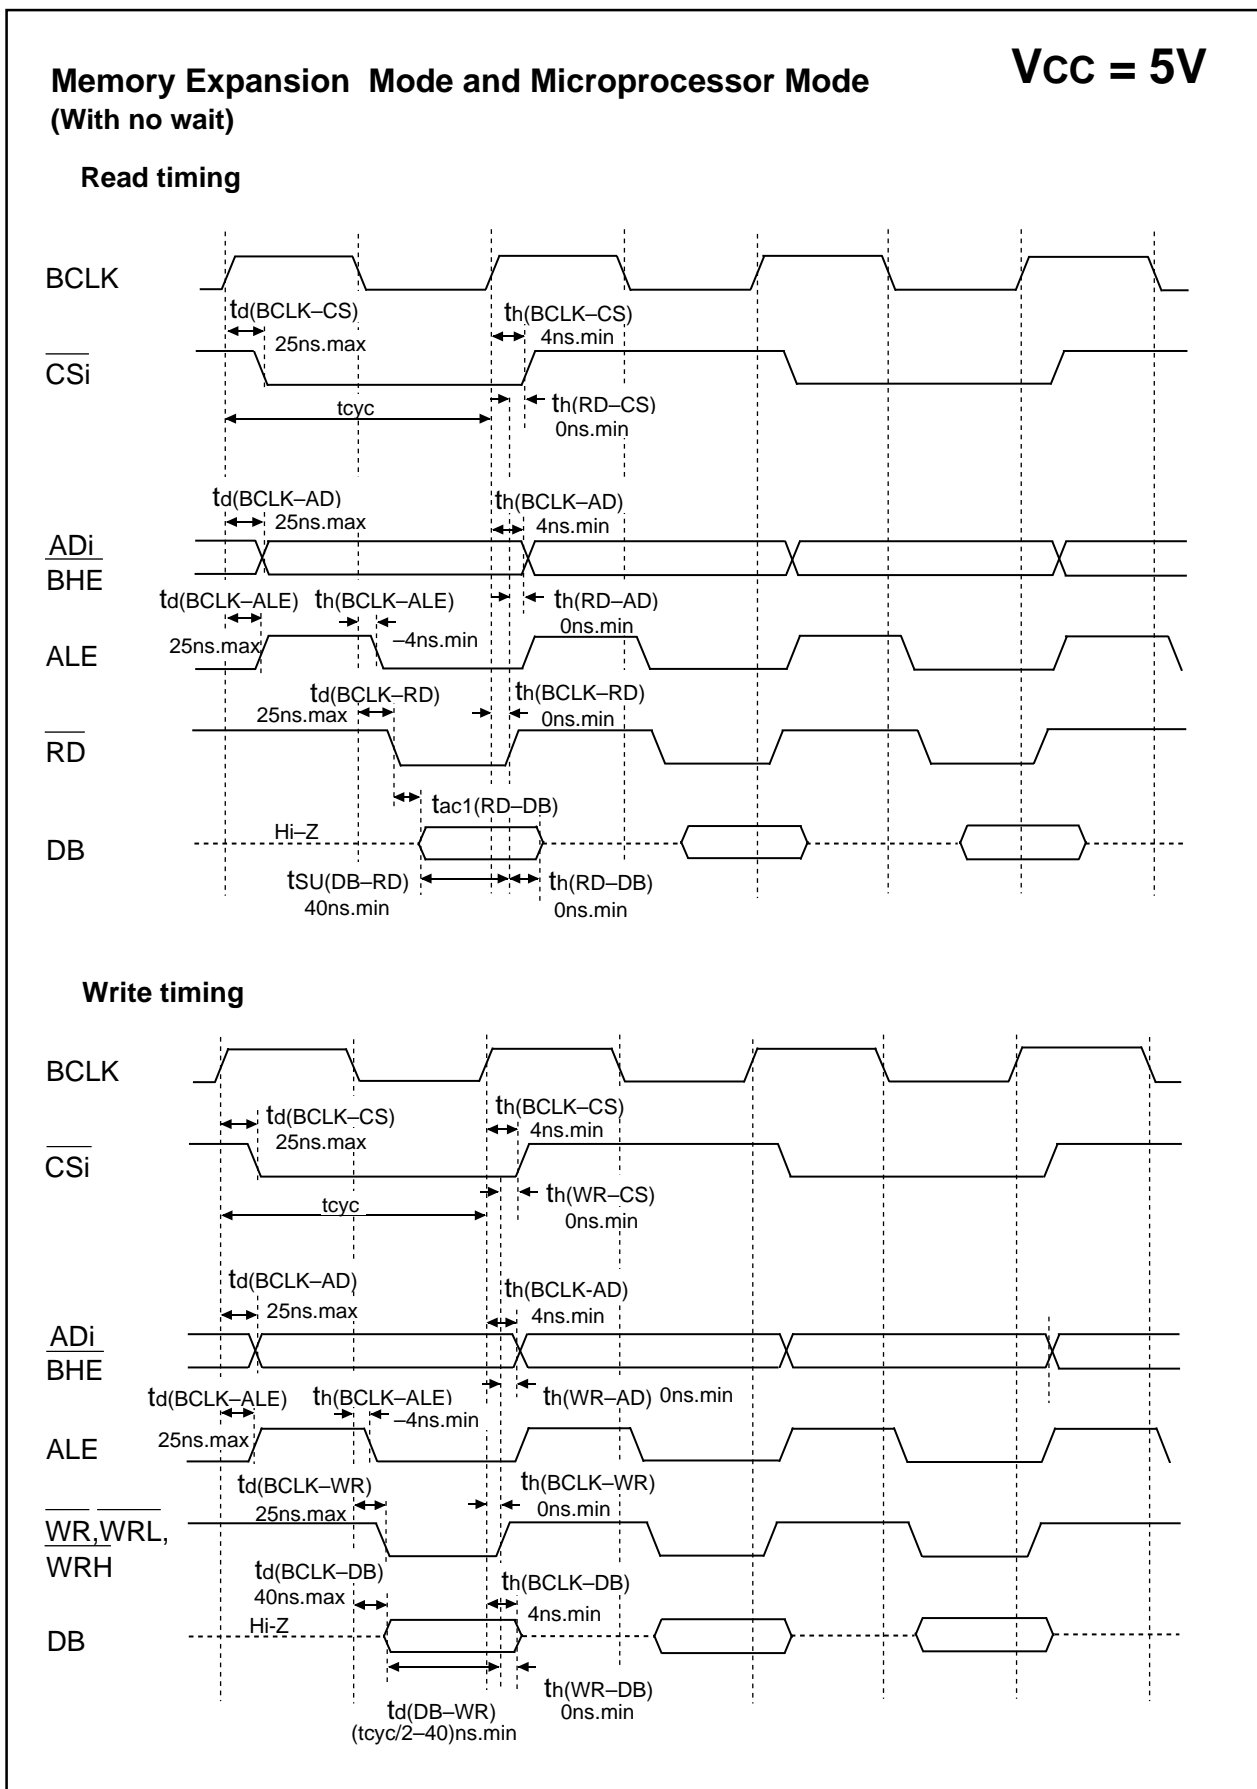 Vcc = 5V
Memory Expansion Mode and Microprocessor Mode
(With no wait)
Read timing
BCLK
td(BCLK–CS)
25ns.max
th(BCLK–CS)
4ns.min
CSi
tcyc
th(RD–CS)
0ns.min
td(BCLK–AD)
25ns.max
th(BCLK–AD)
4ns.min
ADi
BHE
td(BCLK–ALE)
25ns.max
th(BCLK–ALE)
–4ns.min
th(RD–AD)
0ns.min
ALE
td(BCLK–RD)
25ns.max
th(BCLK–RD)
0ns.min
RD
tac1(RD–DB)
Hi–Z
DB
tSU(DB–RD)
40ns.min
th(RD–DB)
0ns.min
Write timing
BCLK
td(BCLK–CS)
25ns.max
th(BCLK–CS)
4ns.min
CSi
tcyc
th(WR–CS)
0ns.min
td(BCLK–AD)
25ns.max
th(BCLK-AD)
4ns.min
ADi
BHE
td(BCLK–ALE)
25ns.max
th(BCLK–ALE)
–4ns.min
th(WR–AD) 0ns.min
ALE
td(BCLK–WR)
25ns.max
th(BCLK–WR)
0ns.min
WR,WRL,
WRH
td(BCLK–DB)
40ns.max
th(BCLK–DB)
4ns.min
Hi-Z
DB
td(DB–WR)
(tcyc/2–40)ns.min
th(WR–DB)
0ns.min